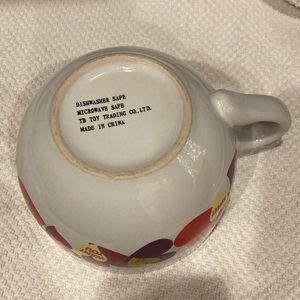 DISHWASHER SAFE
MICROWAVE SAFE
TB TOY TRADING CO.,LTD.
MADE IN CHINA